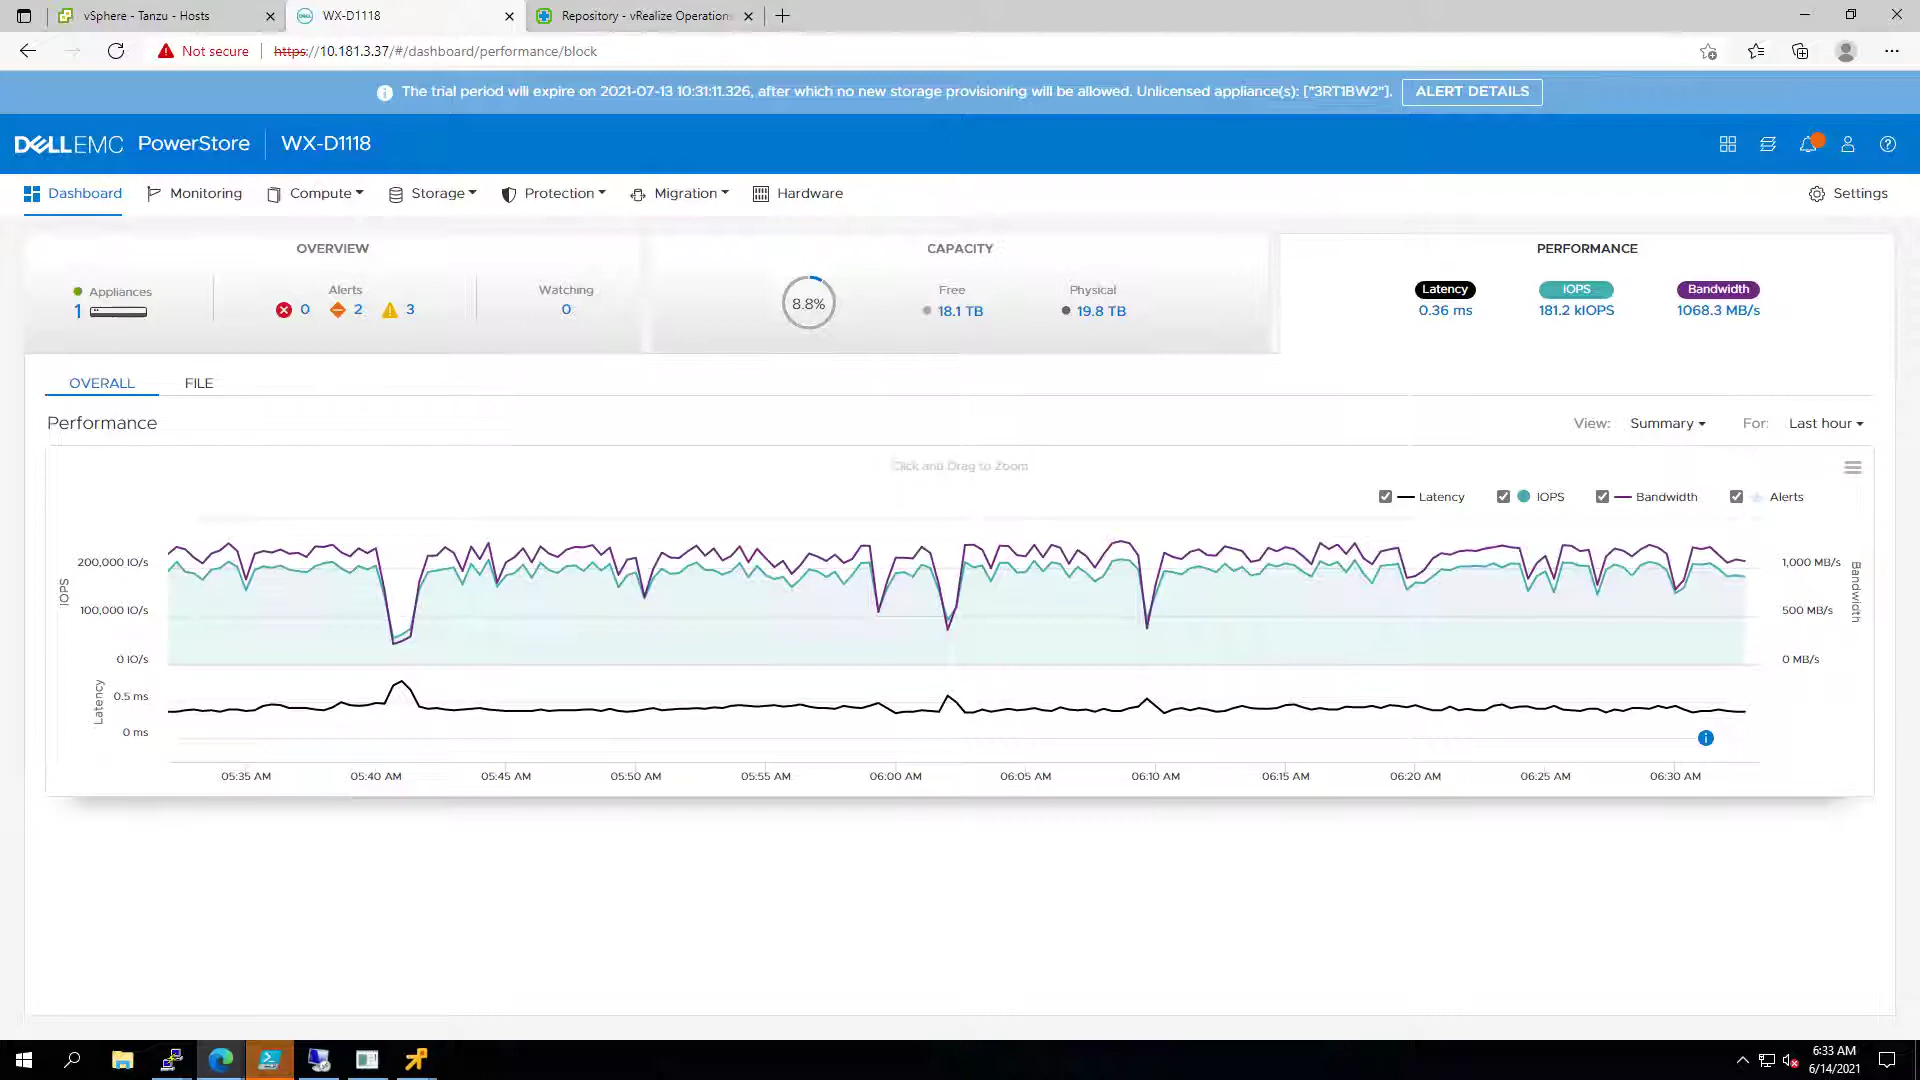 vSphere - Tanzu - Hosts
WX-D1118
Repository - vRealize Operations
Not secure
https://10.181.3.37/#/dashboard/performance/block
The trial period will expire on 2021-07-13 10:31:11.326, after which no new storage provisioning will be allowed. Unlicensed appliance(s): ["3RT1BW2"].
ALERT DETAILS
DELLEMC PowerStore WX-D1118
Dashboard Monitoring Compute Storage Protection Migration Hardware Settings
OVERVIEW
Appliances
1
Alerts
0 2 3
Watching
0
CAPACITY
8.8%
Free
18.1 TB
Physical
19.8 TB
PERFORMANCE
Latency
0.36 ms
IOPS
181.2 kIOPS
Bandwidth
1068.3 MB/s
OVERALL FILE
Performance
View: Summary For: Last hour
Click and Drag to Zoom
Latency IOPS Bandwidth Alerts
IOPS
200,000 IO/s
100,000 IO/s
0 IO/s
1,000 MB/s
500 MB/s
0 MB/s
Bandwidth
Latency
0.5 ms
0 ms
05:35 AM 05:40 AM 05:45 AM 05:50 AM 05:55 AM 06:00 AM 06:05 AM 06:10 AM 06:15 AM 06:20 AM 06:25 AM 06:30 AM
6:33 AM
6/14/2021